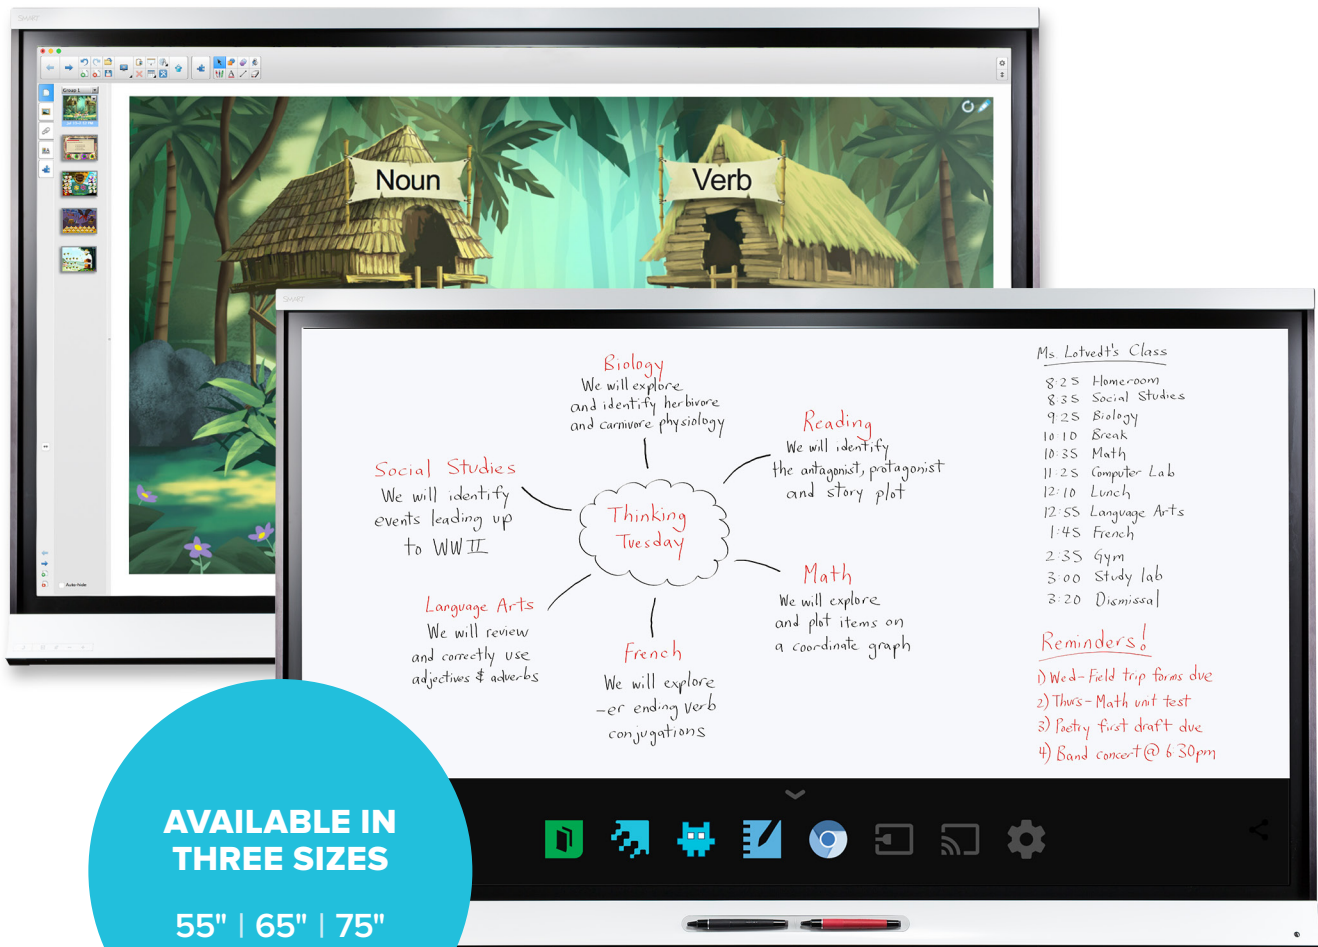 SMART
Group 1
Noun
Verb
Auto-hide
SMART
Biology
We will explore
and identify herbivore
and carnivore physiology
Reading
We will identify
the antagonist, protagonist
and story plot
Social Studies
We will identify
events leading up
to WW II
Thinking
Tuesday
Math
We will explore
and plot items on
a coordinate graph
Language Arts
We will review
and correctly use
adjectives & adverbs
French
We will explore
-er ending verb
conjugations
Ms. Lotvedt's Class
8:25 Homeroom
8:35 Social Studies
9:25 Biology
10:10 Break
10:35 Math
11:25 Computer Lab
12:10 Lunch
12:55 Language Arts
1:45 French
2:35 Gym
3:00 Study lab
3:20 Dismissal
Reminders!
1) Wed-Field trip forms due
2) Thurs-Math unit test
3) Poetry first draft due
4) Band concert @ 6:30pm
AVAILABLE IN
THREE SIZES
55" | 65" | 75"